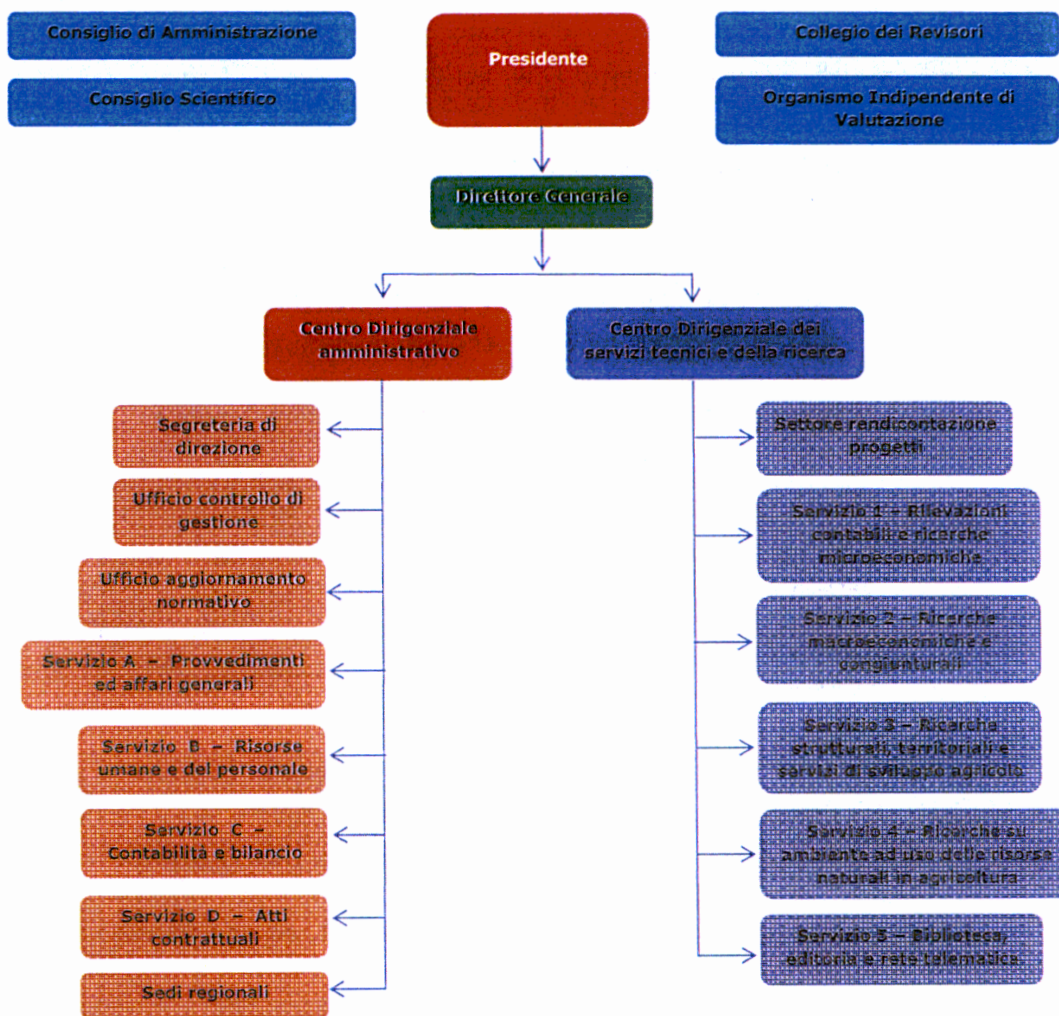 Consiglio di Amministrazione
Consiglio Scientifico
Presidente
Collegio dei Revisori
Organismo Indipendente di
Valutazione
Direttore Generale
Centro Dirigenziale
amministrativo
Centro Dirigenziale dei
servizi tecnici e della ricerca
Segreteria di
direzione
Ufficio controllo di
gestione
Ufficio aggiornamento
normativo
Servizio A – Provvedimenti
ed affari generali
Servizio B – Risorse
umane e del personale
Servizio C –
Contabilità e bilancio
Servizio D – Atti
contrattuali
Sedi regionali
Settore rendicontazione
progetti
Servizio 1 – Rilevazioni
contabili e ricerche
microeconomiche
Servizio 2 – Ricerche
macroeconomiche e
congiunturali
Servizio 3 – Ricerche
strutturali, territoriali e
servizi di sviluppo agricolo
Servizio 4 – Ricerche su
ambiente ad uso delle risorse
naturali in agricoltura
Servizio 5 – Biblioteca,
editoria e rete telematica.